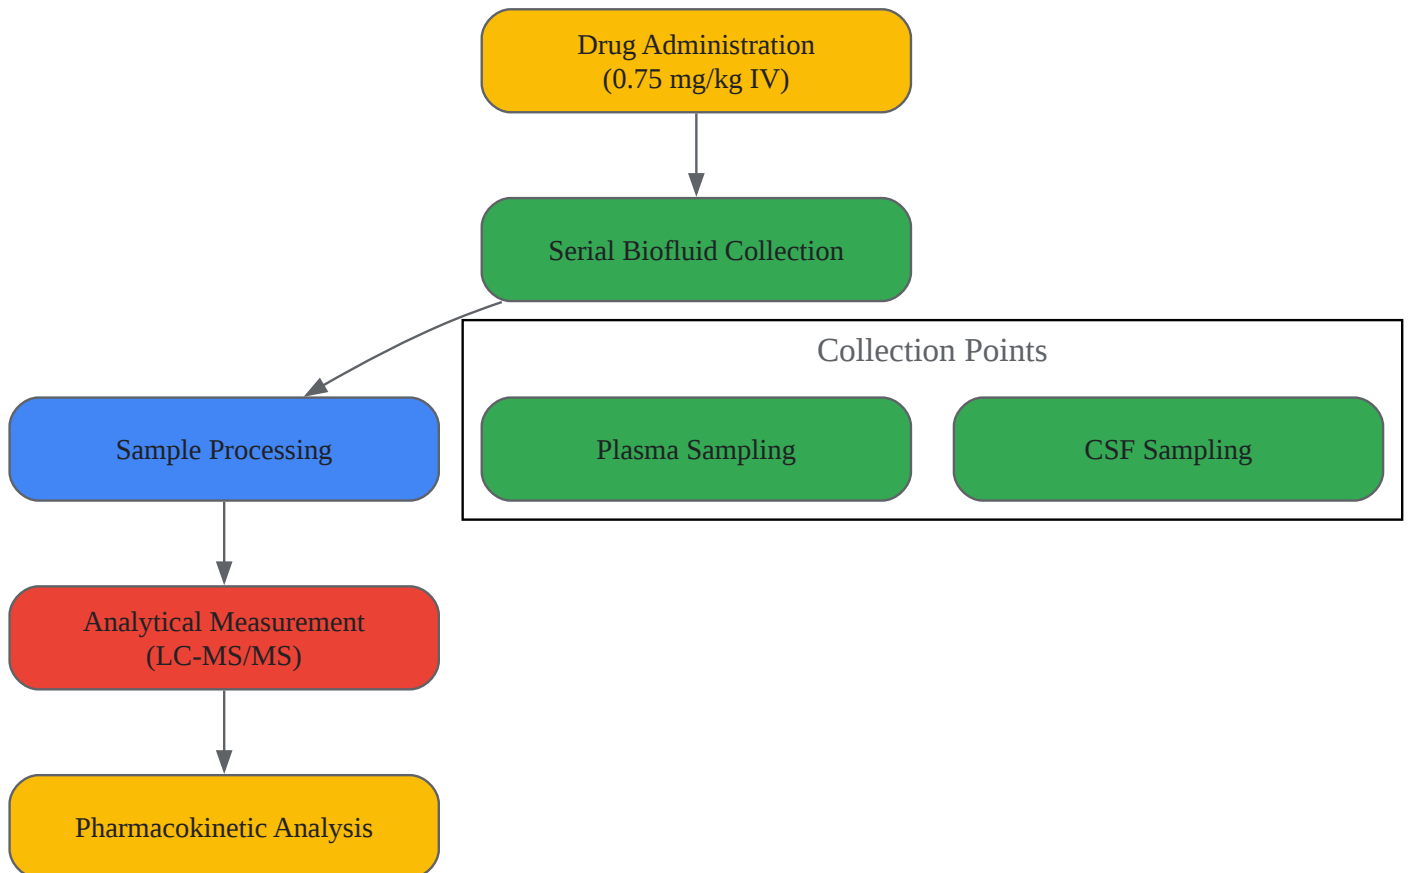 Drug Administration
(0.75 mg/kg IV)
Serial Biofluid Collection
Collection Points
Sample Processing
Plasma Sampling
CSF Sampling
Analytical Measurement
(LC-MS/MS)
Pharmacokinetic Analysis